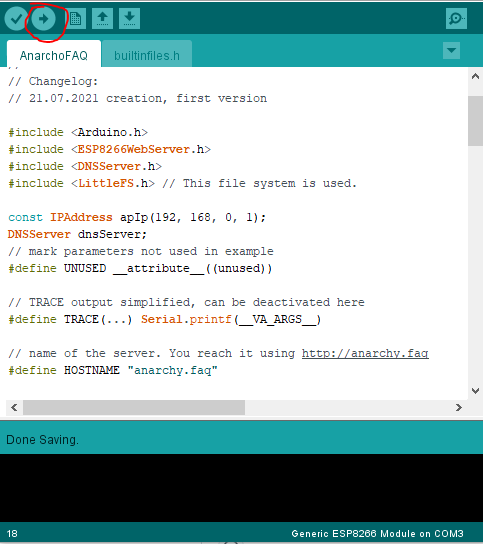 AnarchoFAQ builtinfiles.h
// Changelog:
// 21.07.2021 creation, first version
#include <Arduino.h>
#include <ESP8266WebServer.h>
#include <DNSServer.h>
#include <LittleFS.h> // This file system is used.
const IPAddress apIp(192, 168, 0, 1);
DNSServer dnsServer;
// mark parameters not used in example
#define UNUSED __attribute__((unused))
// TRACE output simplified, can be deactivated here
#define TRACE(...) Serial.printf(__VA_ARGS__)
// name of the server. You reach it using http://anarchy.faq
#define HOSTNAME "anarchy.faq"
Done Saving.
18 Generic ESP8266 Module on COM3